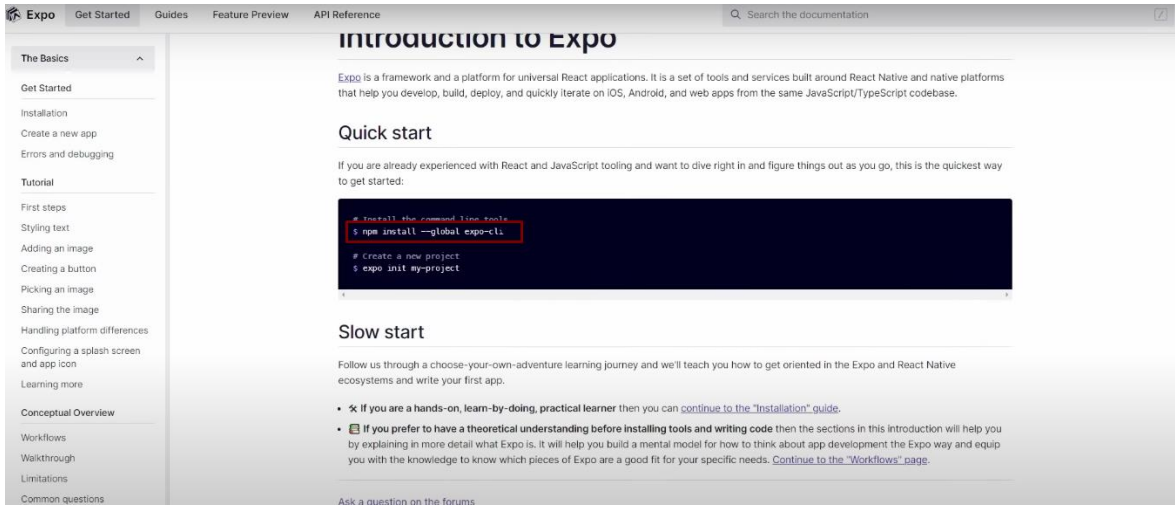 Expo Get Started Guides Feature Preview API Reference Search the documentation /
The Basics
Get Started
Installation
Create a new app
Errors and debugging
Tutorial
First steps
Styling text
Adding an image
Creating a button
Picking an image
Sharing the image
Handling platform differences
Configuring a splash screen
and app icon
Learning more
Conceptual Overview
Workflows
Walkthrough
Limitations
Common questions
Introduction to Expo
Expo is a framework and a platform for universal React applications. It is a set of tools and services built around React Native and native platforms
that help you develop, build, deploy, and quickly iterate on iOS, Android, and web apps from the same JavaScript/TypeScript codebase.
Quick start
If you are already experienced with React and JavaScript tooling and want to dive right in and figure things out as you go, this is the quickest way
to get started:
# Install the command line tools
$ npm install --global expo-cli
# Create a new project
$ expo init my-project
Slow start
Follow us through a choose-your-own-adventure learning journey and we'll teach you how to get oriented in the Expo and React Native
ecosystems and write your first app.
• 🛠 If you are a hands-on, learn-by-doing, practical learner then you can continue to the "Installation" guide.
• 📚 If you prefer to have a theoretical understanding before installing tools and writing code then the sections in this introduction will help you
by explaining in more detail what Expo is. It will help you build a mental model for how to think about app development the Expo way and equip
you with the knowledge to know which pieces of Expo are a good fit for your specific needs. Continue to the "Workflows" page.
Ask a question on the forums